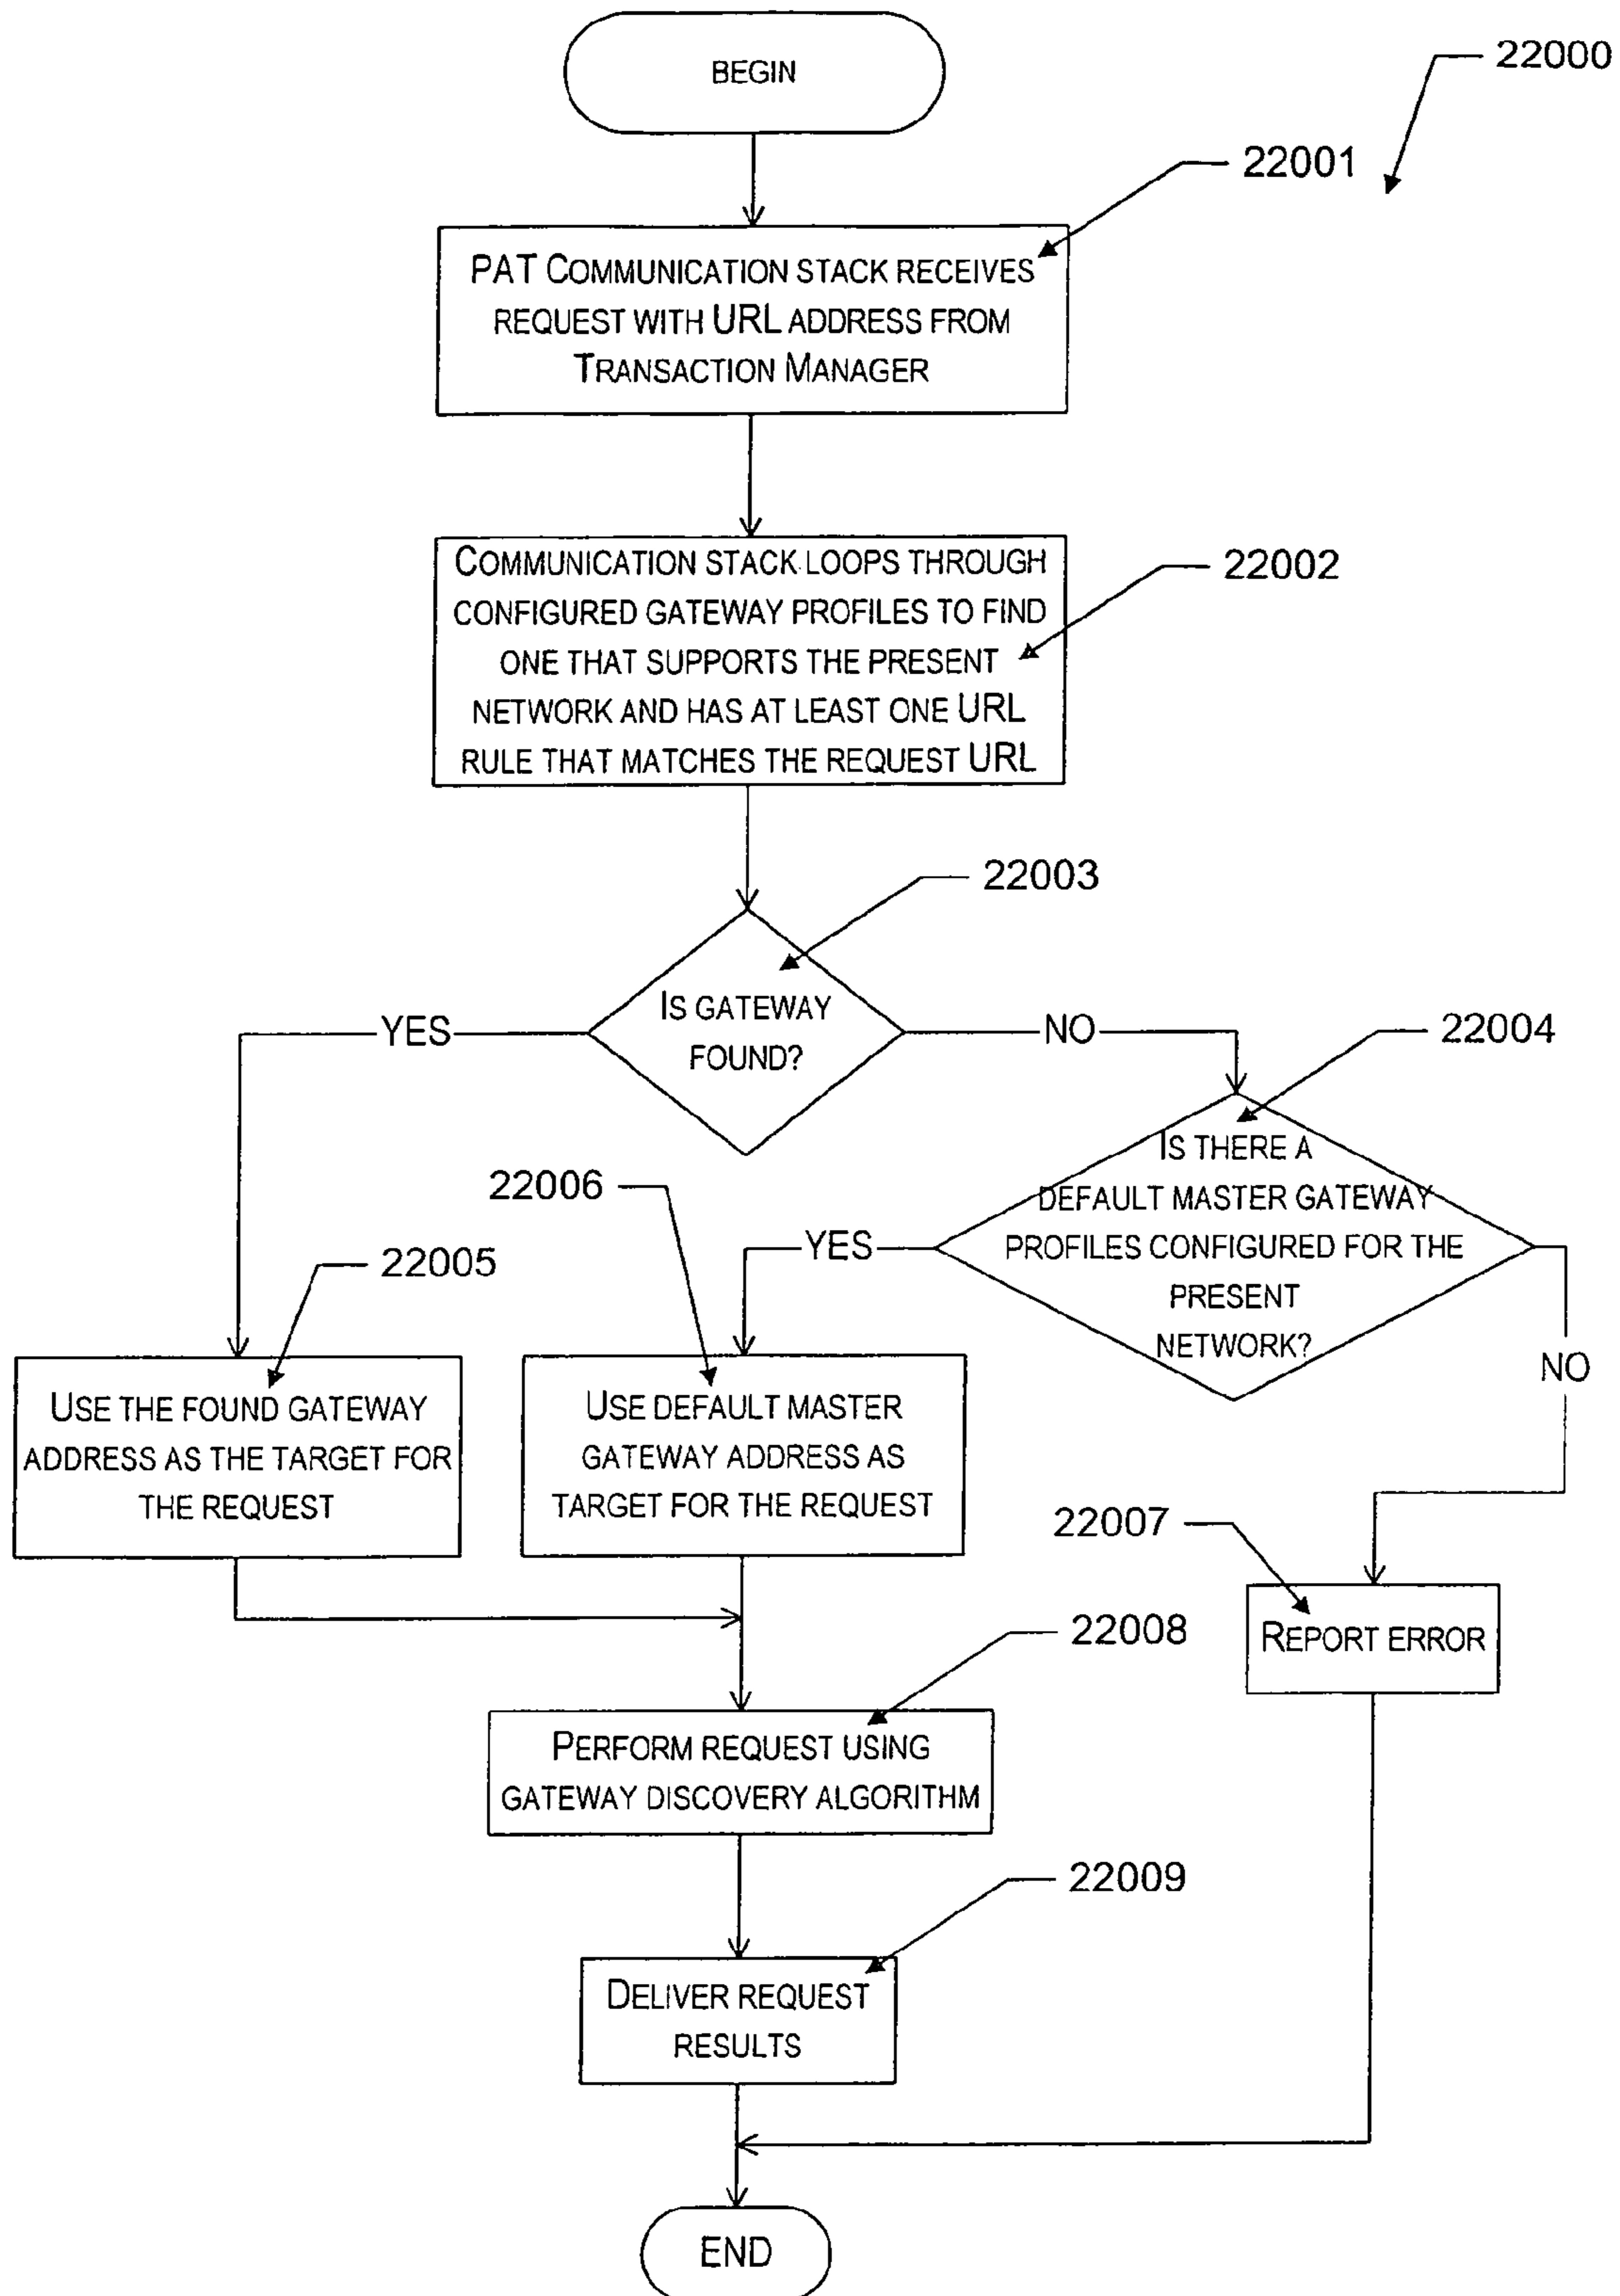 BEGIN
22000
22001
PAT COMMUNICATION STACK RECEIVES
REQUEST WITH URL ADDRESS FROM
TRANSACTION MANAGER
COMMUNICATION STACK LOOPS THROUGH
CONFIGURED GATEWAY PROFILES TO FIND
ONE THAT SUPPORTS THE PRESENT
NETWORK AND HAS AT LEAST ONE URL
RULE THAT MATCHES THE REQUEST URL
22002
22003
IS GATEWAY
FOUND?
YES
NO
22004
IS THERE A
DEFAULT MASTER GATEWAY
PROFILES CONFIGURED FOR THE
PRESENT
NETWORK?
YES
NO
22006
22005
USE THE FOUND GATEWAY
ADDRESS AS THE TARGET FOR
THE REQUEST
USE DEFAULT MASTER
GATEWAY ADDRESS AS
TARGET FOR THE REQUEST
22007
REPORT ERROR
22008
PERFORM REQUEST USING
GATEWAY DISCOVERY ALGORITHM
22009
DELIVER REQUEST
RESULTS
END